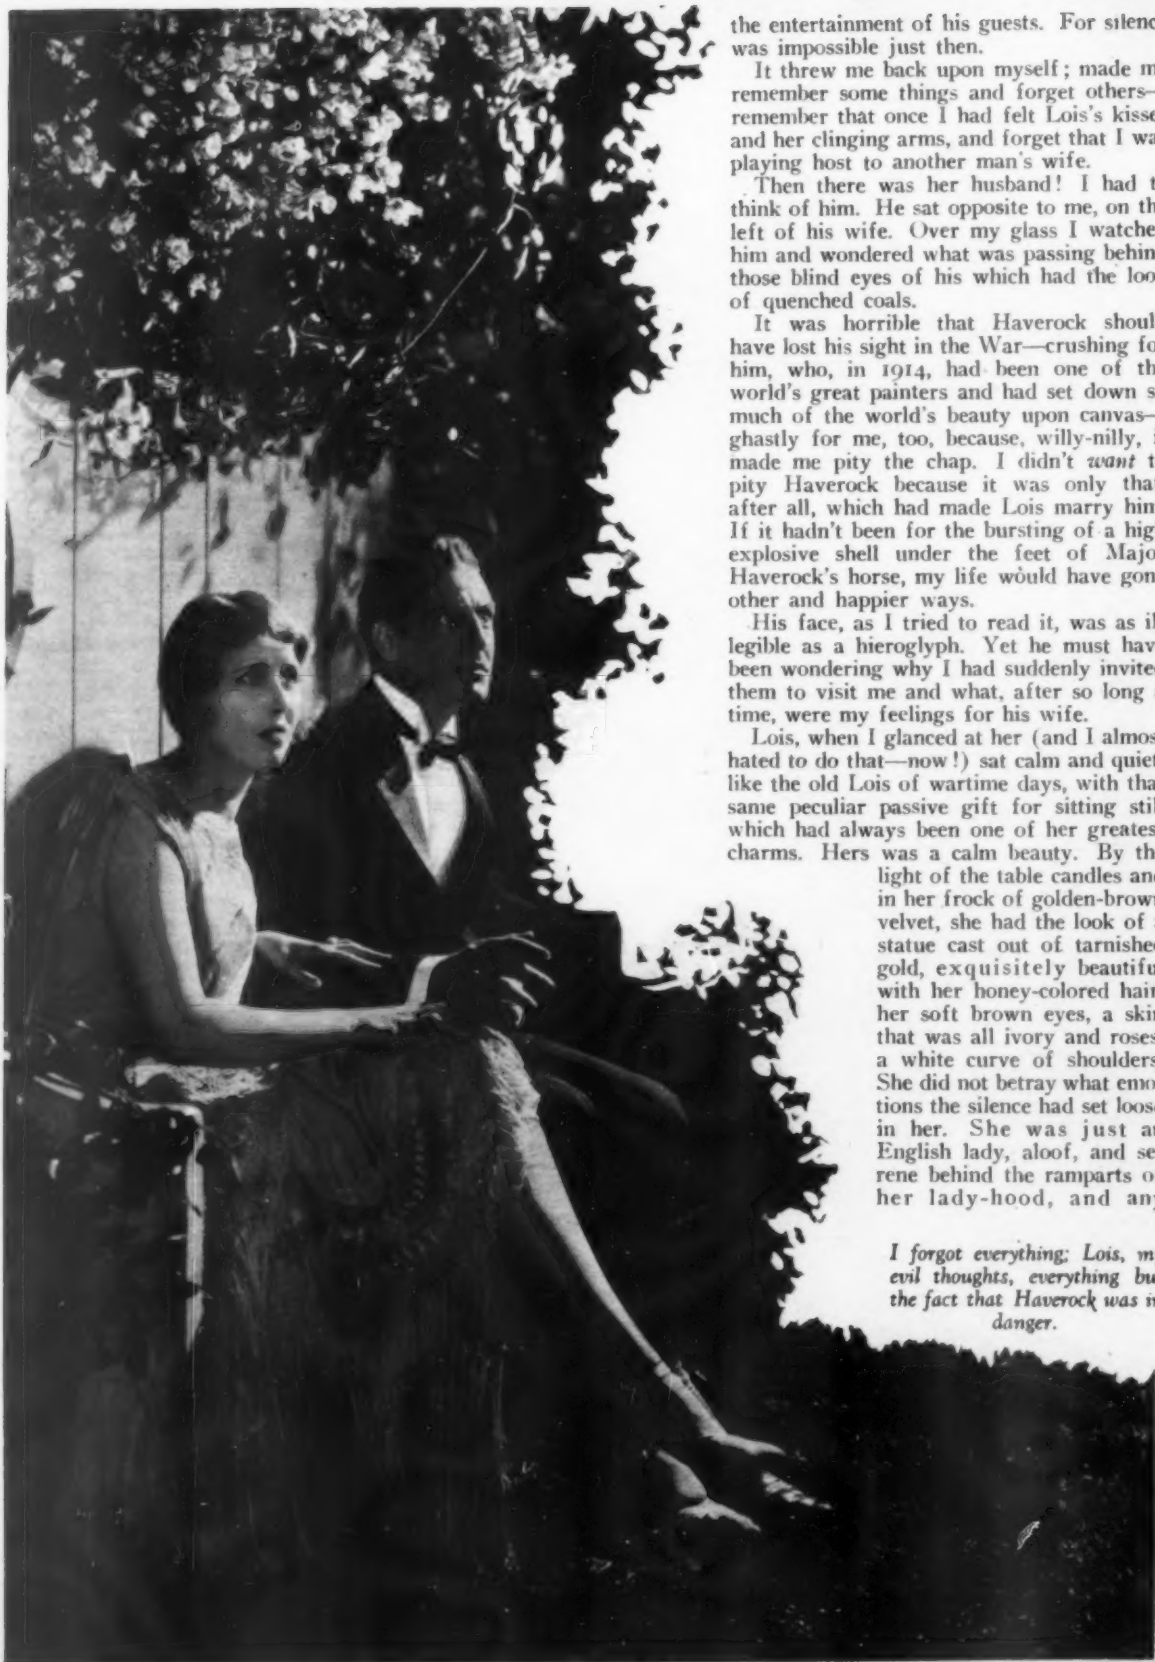 the entertainment of his guests. For silenc
was impossible just then.
It threw me back upon myself; made m
remember some things and forget others—
remember that once I had felt Lois's kisse
and her clinging arms, and forget that I wa
playing host to another man's wife.
Then there was her husband! I had t
think of him. He sat opposite to me, on th
left of his wife. Over my glass I watche
him and wondered what was passing behin
those blind eyes of his which had the loo
of quenched coals.
It was horrible that Haverock shoul
have lost his sight in the War—crushing fo
him, who, in 1914, had been one of th
world's great painters and had set down s
much of the world's beauty upon canvas—
ghastly for me, too, because, willy-nilly, i
made me pity the chap. I didn't want t
pity Haverock because it was only tha
after all, which had made Lois marry him
If it hadn't been for the bursting of a hig
explosive shell under the feet of Majo
Haverock's horse, my life would have gon
other and happier ways.
His face, as I tried to read it, was as il
legible as a hieroglyph. Yet he must hav
been wondering why I had suddenly invite
them to visit me and what, after so long
time, were my feelings for his wife.
Lois, when I glanced at her (and I almos
hated to do that—now!) sat calm and quiet
like the old Lois of wartime days, with tha
same peculiar passive gift for sitting stil
which had always been one of her greates
charms. Hers was a calm beauty. By th
light of the table candles and
in her frock of golden-brown
velvet, she had the look of
statue cast out of tarnished
gold, exquisitely beautifu
with her honey-colored hair
her soft brown eyes, a skin
that was all ivory and roses
a white curve of shoulders
She did not betray what emo
tions the silence had set loos
in her. She was just an
English lady, aloof, and se
rene behind the ramparts o
her lady-hood, and any
I forgot everything; Lois, m
evil thoughts, everything bu
the fact that Haverock was in
danger.